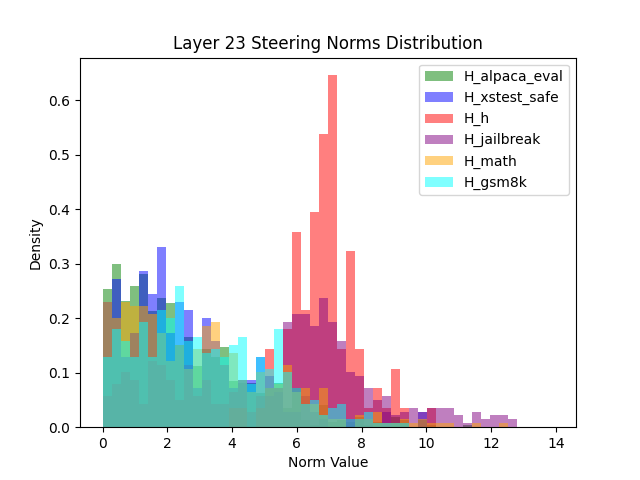 Layer 23 Steering Norms Distribution
H_alpaca_eval
H_xstest_safe
H_h
H_jailbreak
H_math
H_gsm8k
Density
0.6
0.5
0.4
0.3
0.2
0.1
0.0
0 2 4 6 8 10 12 14
Norm Value